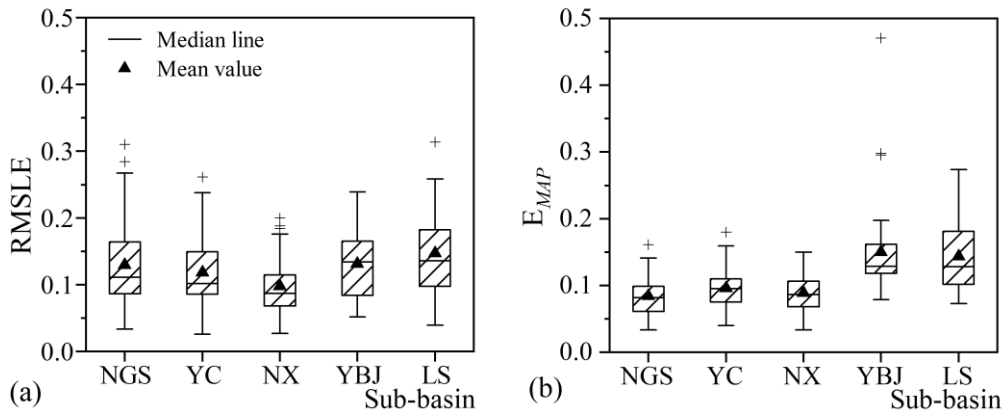 0.5
0.4
0.3
0.2
0.1
0.0
RMSLE
Median line
Mean value
NGS YC NX YBJ LS
Sub-basin
(a)
0.5
0.4
0.3
0.2
0.1
0.0
E_MAP
NGS YC NX YBJ LS
Sub-basin
(b)